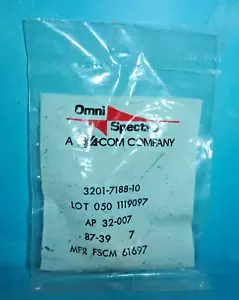 Omni
Spectra
A M/A-COM COMPANY
3201-7188-10
LOT 050 1119097
AP 32-007
87-39 7
MFR FSCM 61697